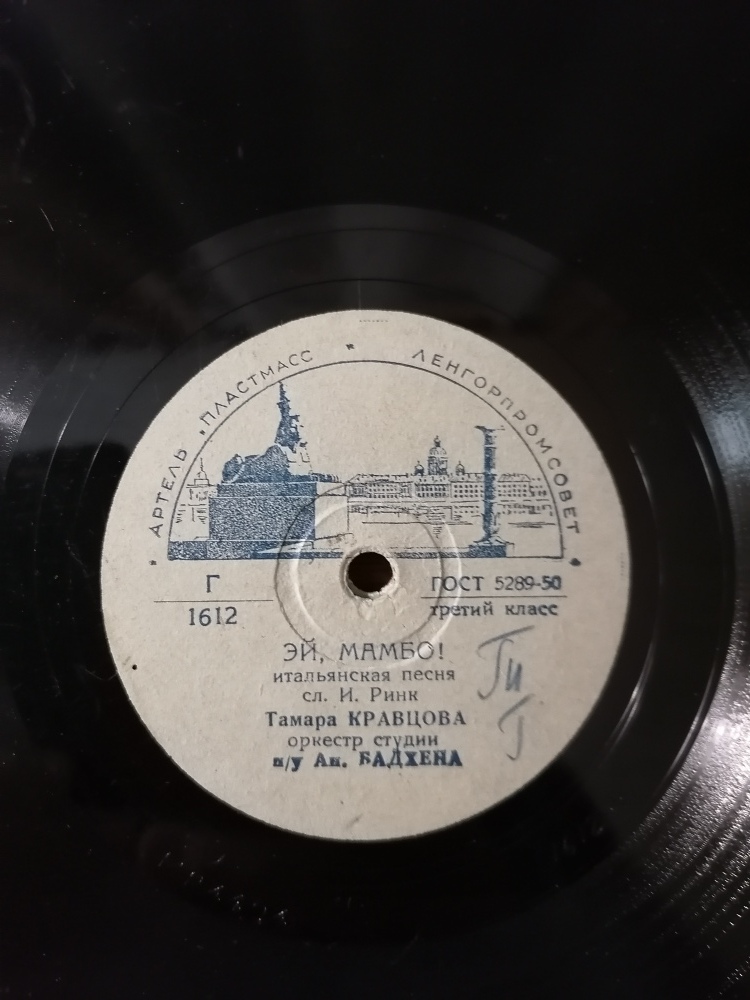 АРТЕЛЬ „ПЛАСТМАСС * ЛЕНГОРПРОМСОВЕТ
Г
1612
ГОСТ 5289-50
третий класс
ЭЙ, МАМБО!
итальянская песня
сл. И. Ринк
Тамара КРАВЦОВА
оркестр студии
п/у Ан. БАДХЕНА